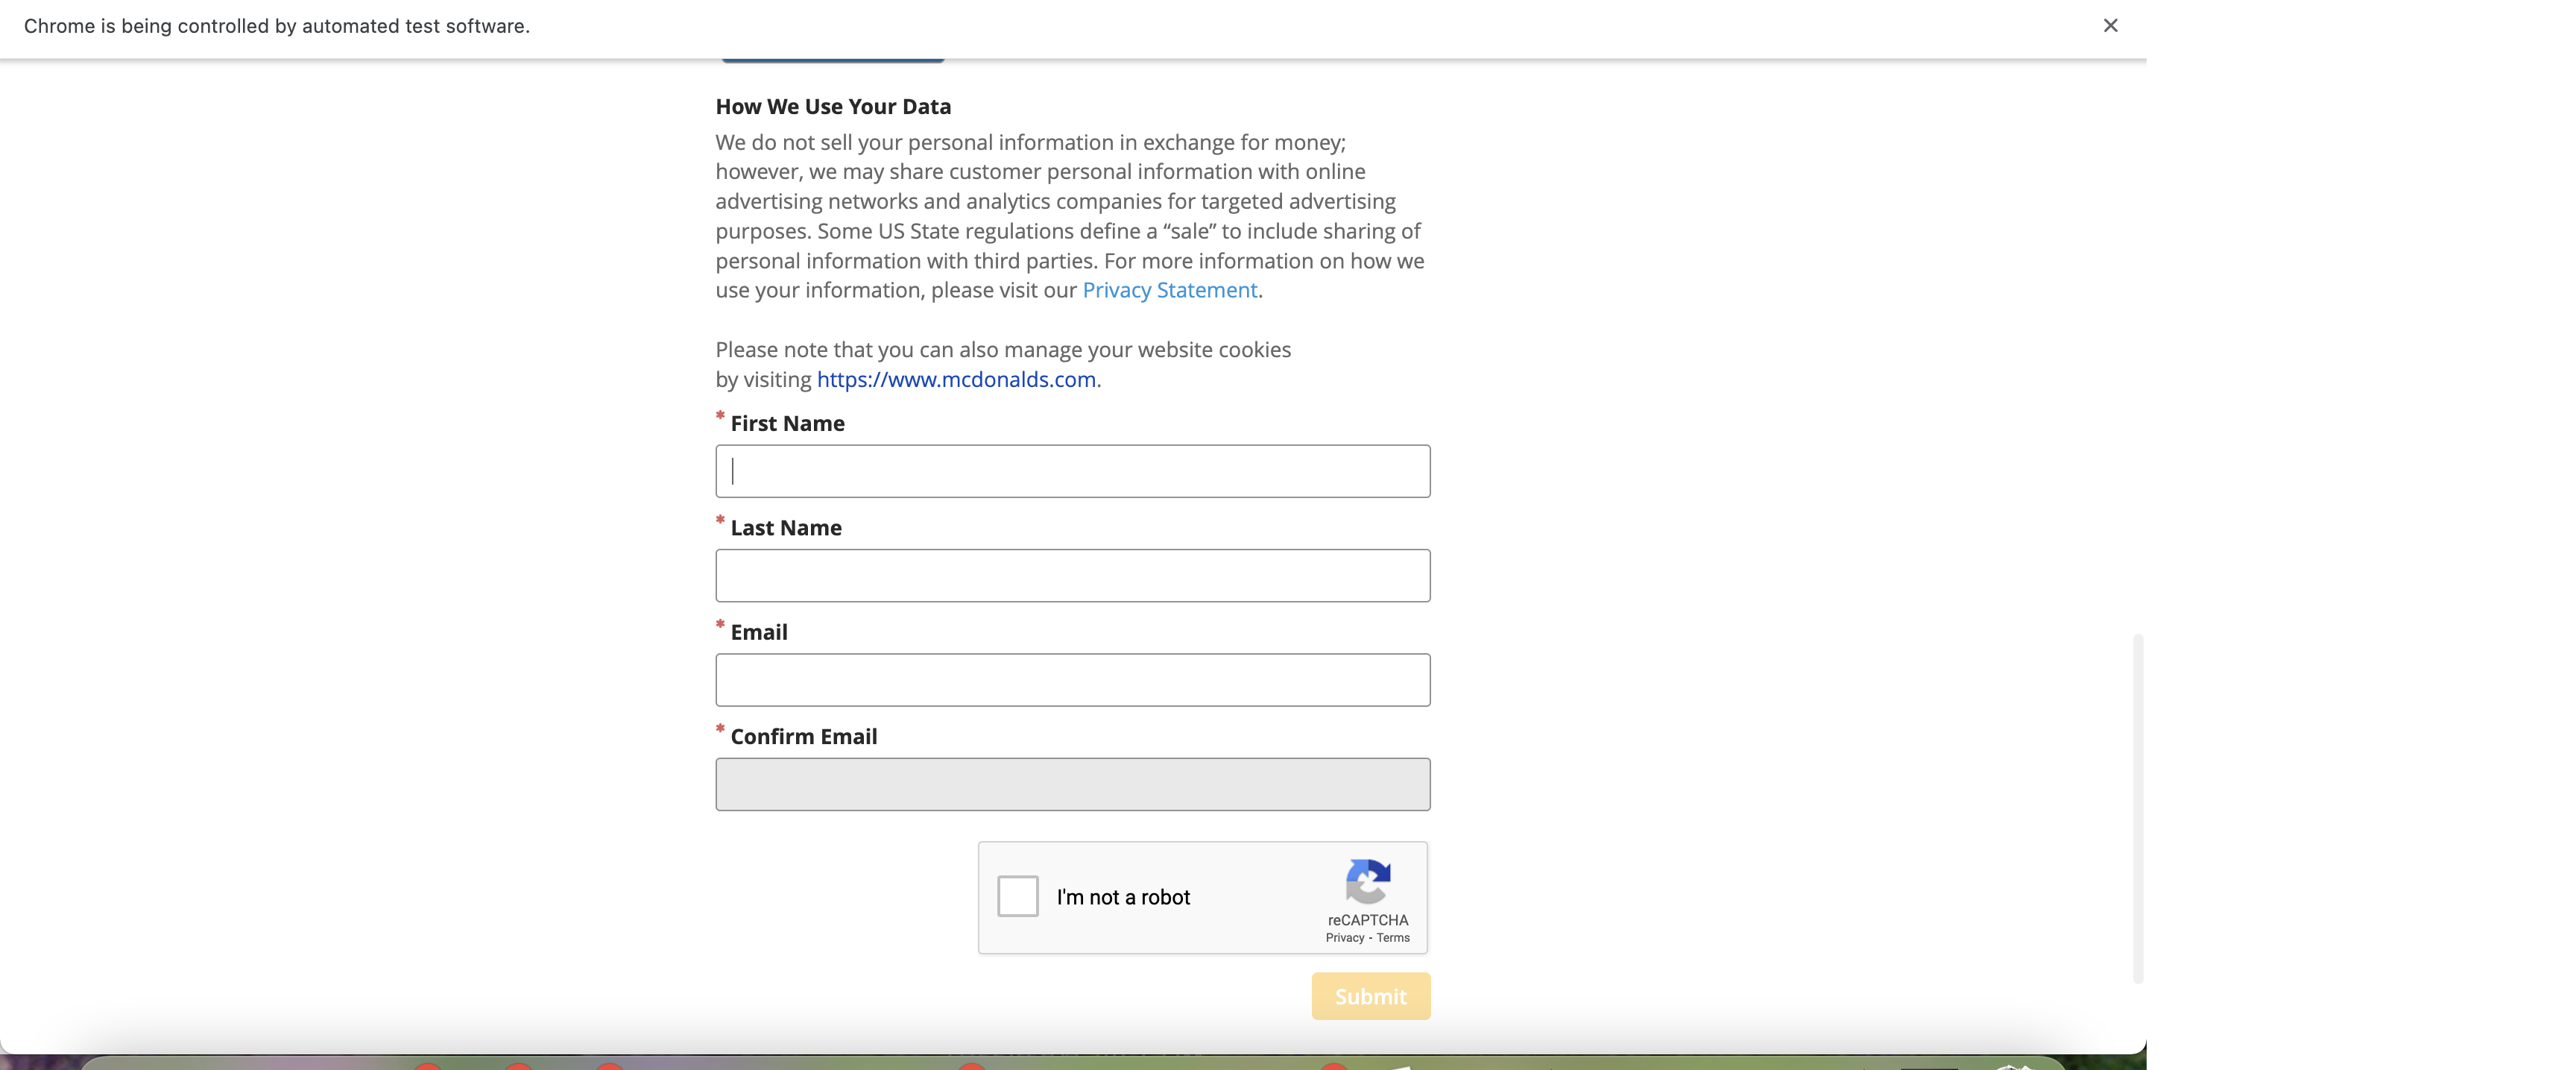 Chrome is being controlled by automated test software.
How We Use Your Data
We do not sell your personal information in exchange for money;
however, we may share customer personal information with online
advertising networks and analytics companies for targeted advertising
purposes. Some US State regulations define a “sale” to include sharing of
personal information with third parties. For more information on how we
use your information, please visit our Privacy Statement.
Please note that you can also manage your website cookies
by visiting https://www.mcdonalds.com.
* First Name
* Last Name
* Email
* Confirm Email
I'm not a robot
reCAPTCHA
Privacy - Terms
Submit